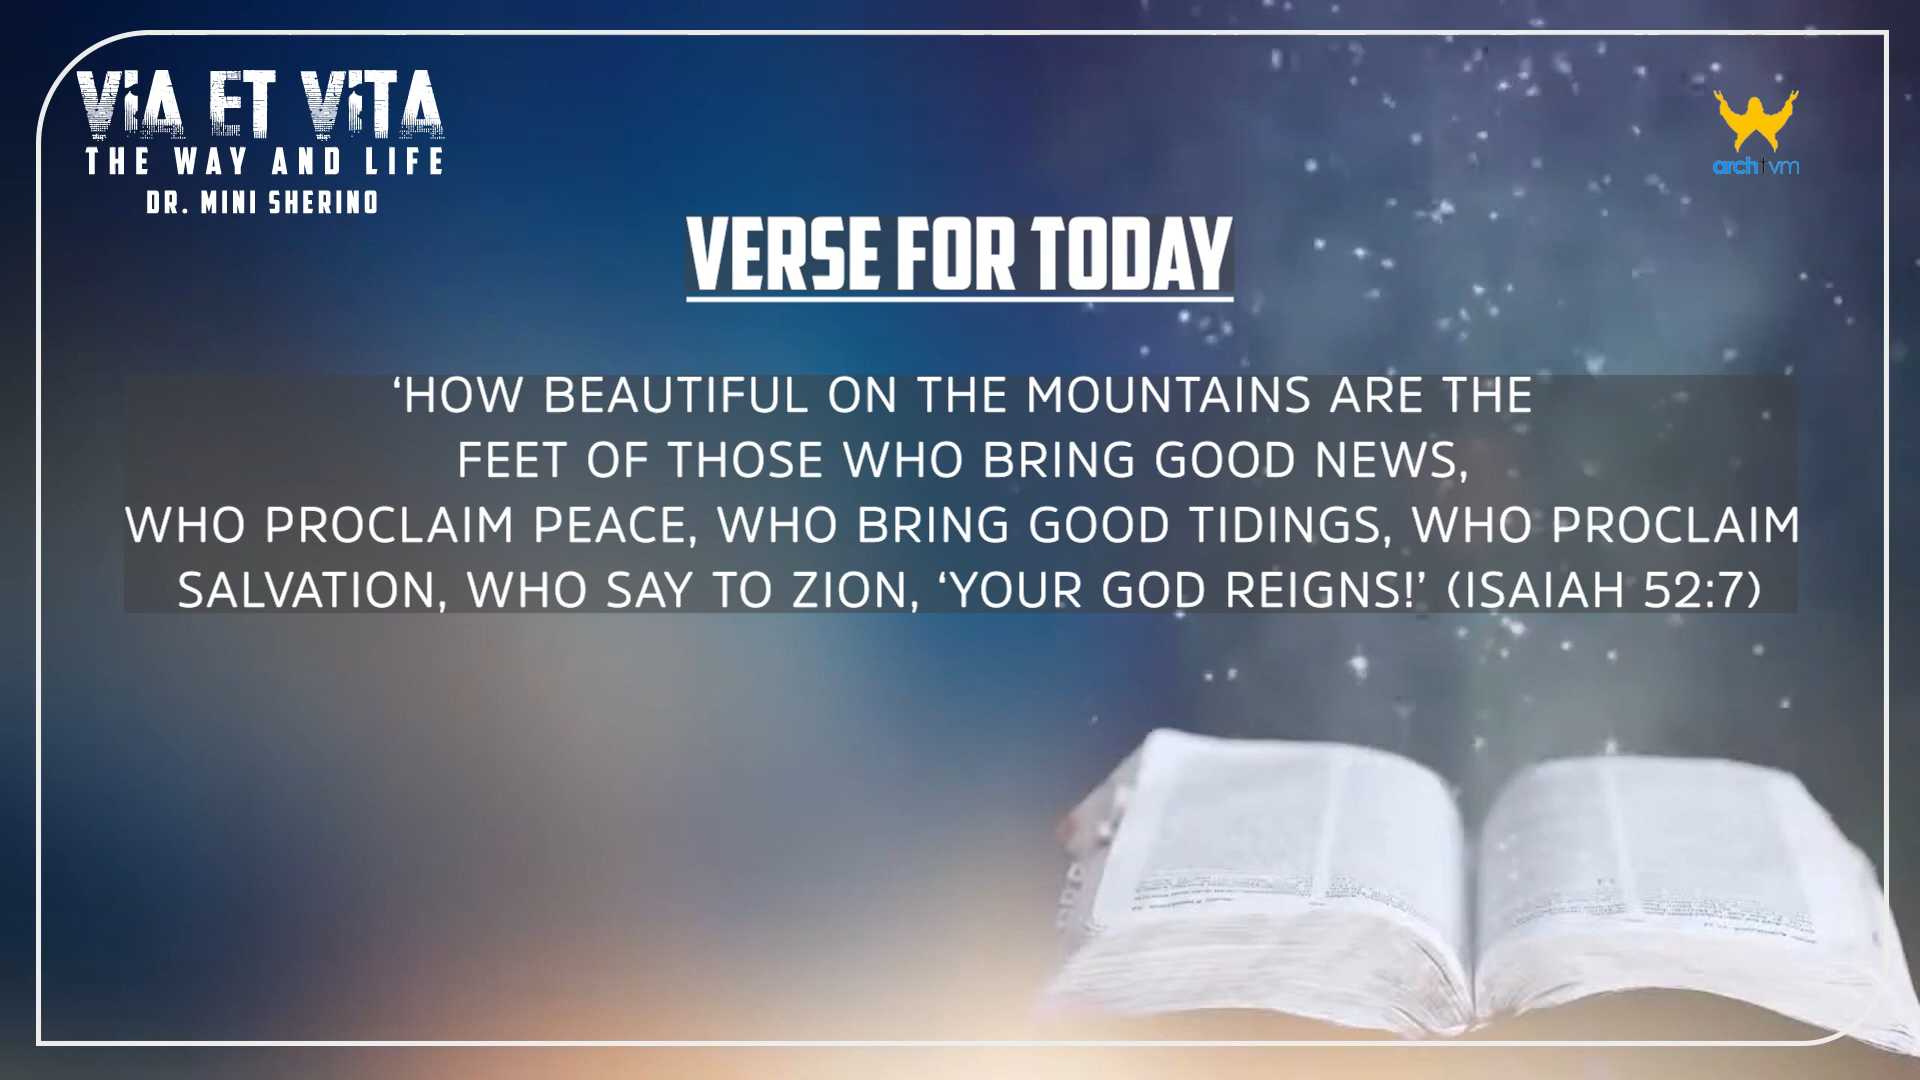 VIA ET VITA
THE WAY AND LIFE
DR. MINI SHERINO
archtvm
VERSE FOR TODAY
‘HOW BEAUTIFUL ON THE MOUNTAINS ARE THE
FEET OF THOSE WHO BRING GOOD NEWS,
WHO PROCLAIM PEACE, WHO BRING GOOD TIDINGS, WHO PROCLAIM
SALVATION, WHO SAY TO ZION, ‘YOUR GOD REIGNS!’ (ISAIAH 52:7)